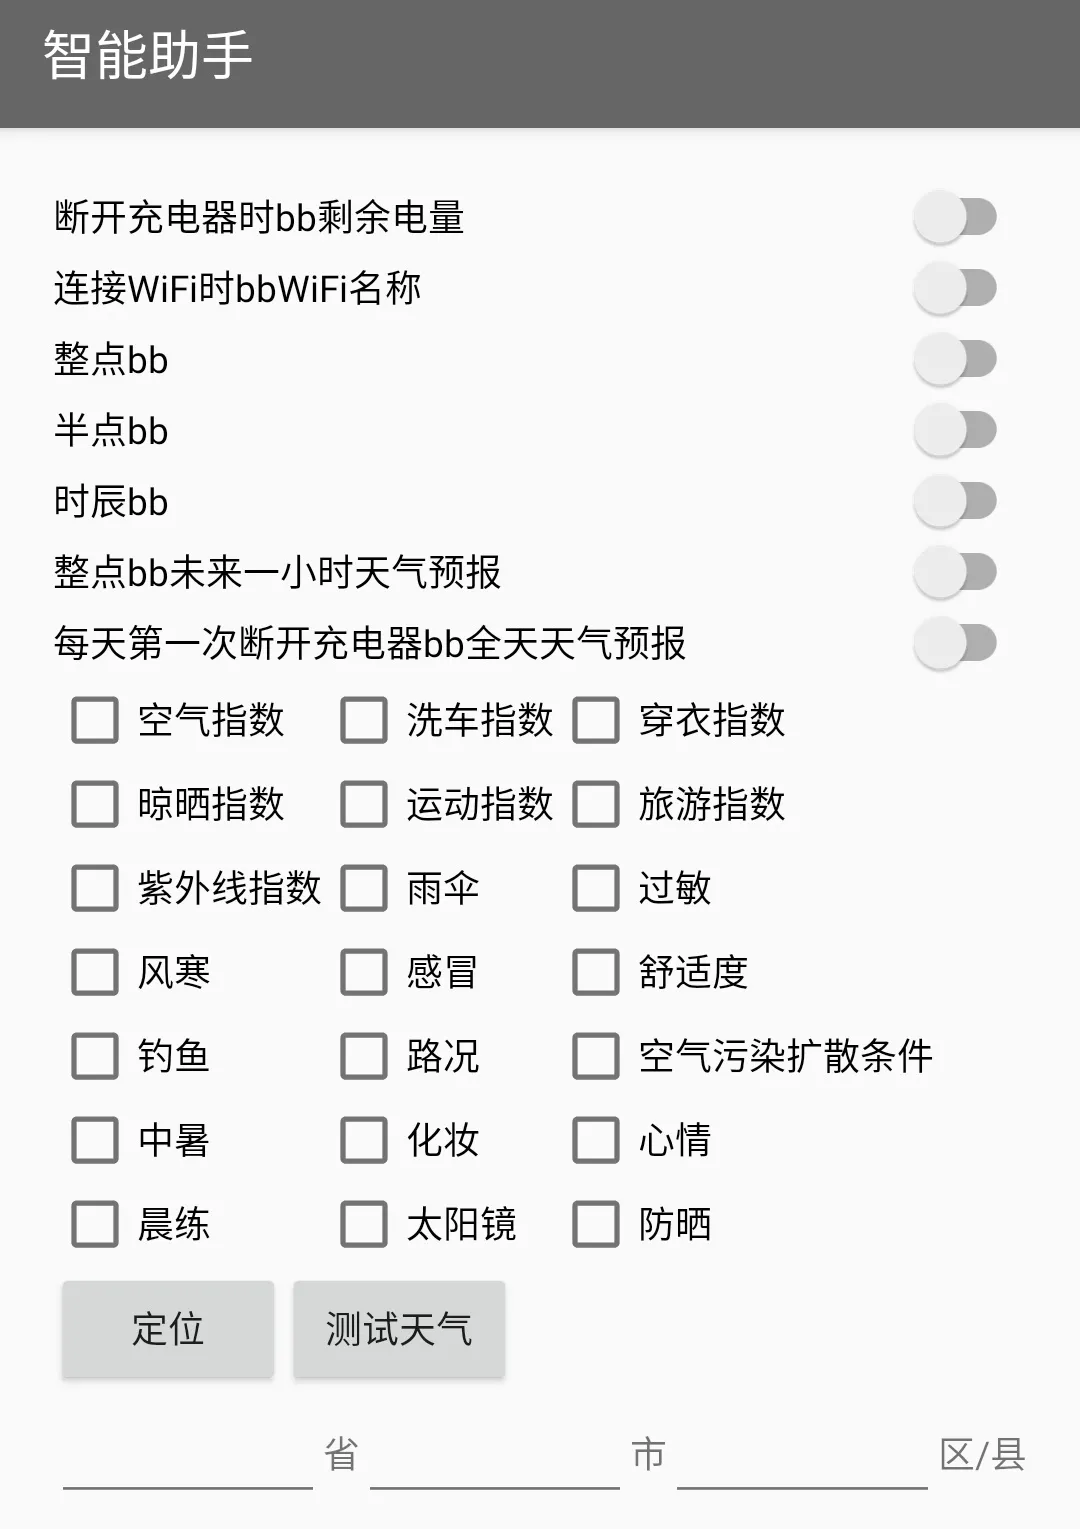 智能助手
断开充电器时bb剩余电量
连接WiFi时bbWiFi名称
整点bb
半点bb
时辰bb
整点bb未来一小时天气预报
每天第一次断开充电器bb全天天气预报
空气指数 洗车指数 穿衣指数
晾晒指数 运动指数 旅游指数
紫外线指数 雨伞 过敏
风寒 感冒 舒适度
钓鱼 路况 空气污染扩散条件
中暑 化妆 心情
晨练 太阳镜 防晒
定位 测试天气
省 市 区/县